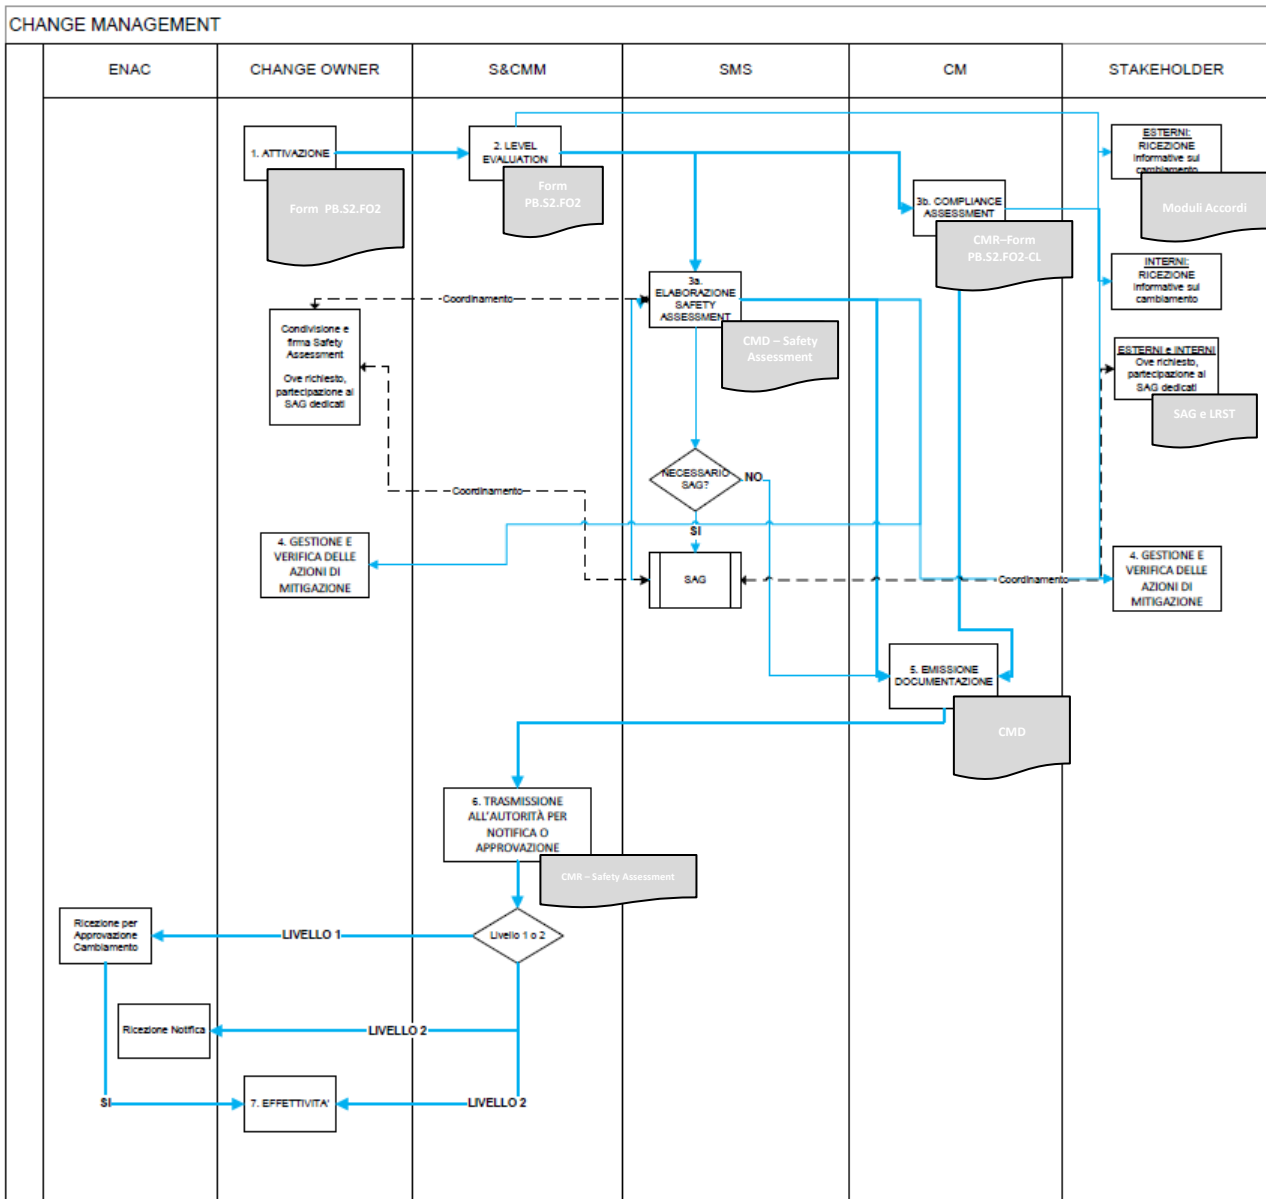 CHANGE MANAGEMENT
ENAC
CHANGE OWNER
S&CMM
SMS
CM
STAKEHOLDER
1. ATTIVAZIONE
Form PB.S2.FO2
2. LEVEL
EVALUATION
Form
PB.S2.FO2
3b. COMPLIANCE
ASSESSMENT
CMR–Form
PB.S2.FO2-CL
ESTERNI:
RICEZIONE
informative sul
cambiamento
Moduli Accordi
INTERNI:
RICEZIONE
informative sul
cambiamento
3a.
ELABORAZIONE
SAFETY
ASSESSMENT
CMD – Safety
Assessment
Coordinamento
Condivisione e
firma Safety
Assessment
Ove richiesto,
partecipazione ai
SAG dedicati
ESTERNI e INTERNI
Ove richiesto,
partecipazione ai
SAG dedicati
SAG e LRST
NECESSARIO
SAG?
NO
SI
Coordinamento
4. GESTIONE E
VERIFICA DELLE
AZIONI DI
MITIGAZIONE
SAG
Coordinamento
4. GESTIONE E
VERIFICA DELLE
AZIONI DI
MITIGAZIONE
5. EMISSIONE
DOCUMENTAZIONE
CMD
6. TRASMISSIONE
ALL'AUTORITÀ PER
NOTIFICA O
APPROVAZIONE
CMR – Safety Assessment
Ricezione per
Approvazione
Cambiamento
LIVELLO 1
Livello 1 o 2
Ricezione Notifica
LIVELLO 2
SI
7. EFFETTIVITA'
LIVELLO 2